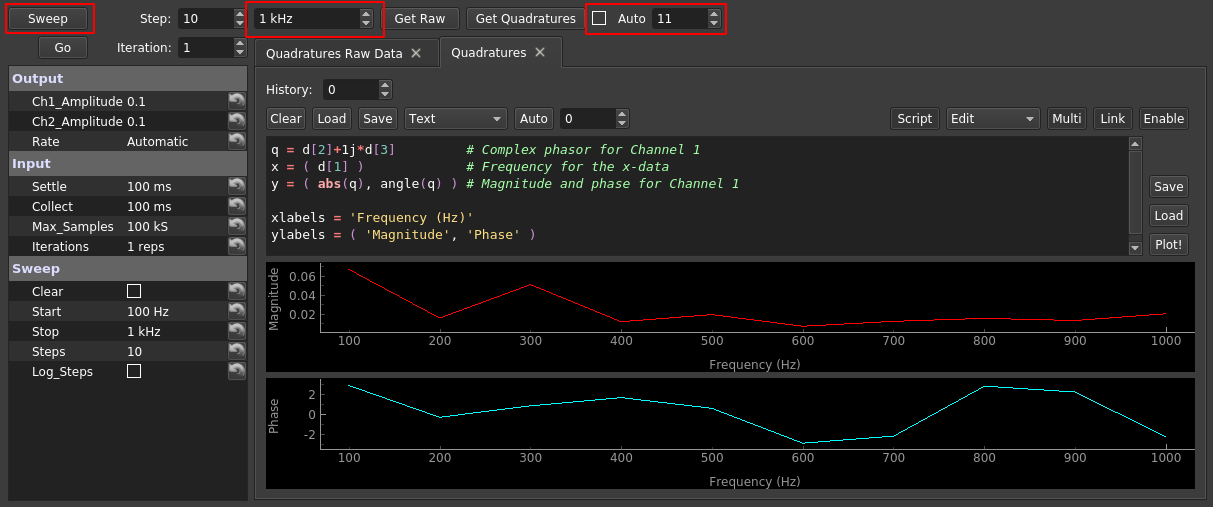 Sweep Step: 10 1 kHz Get Raw Get Quadratures Auto 11
Go Iteration: 1
Output
Ch1_Amplitude 0.1
Ch2_Amplitude 0.1
Rate Automatic
Input
Settle 100 ms
Collect 100 ms
Max_Samples 100 kS
Iterations 1 reps
Sweep
Clear
Start 100 Hz
Stop 1 kHz
Steps 10
Log_Steps
Quadratures Raw Data Quadratures
History: 0
Clear Load Save Text Auto 0 Script Edit Multi Link Enable
q = d[2]+1j*d[3] # Complex phasor for Channel 1
x = ( d[1] ) # Frequency for the x-data
y = ( abs(q), angle(q) ) # Magnitude and phase for Channel 1
xlabels = 'Frequency (Hz)'
ylabels = ( 'Magnitude', 'Phase' )
Save
Load
Plot!
Magnitude
0.06
0.04
0.02
100 200 300 400 500 600 700 800 900 1000
Frequency (Hz)
Phase
2
0
-2
100 200 300 400 500 600 700 800 900 1000
Frequency (Hz)